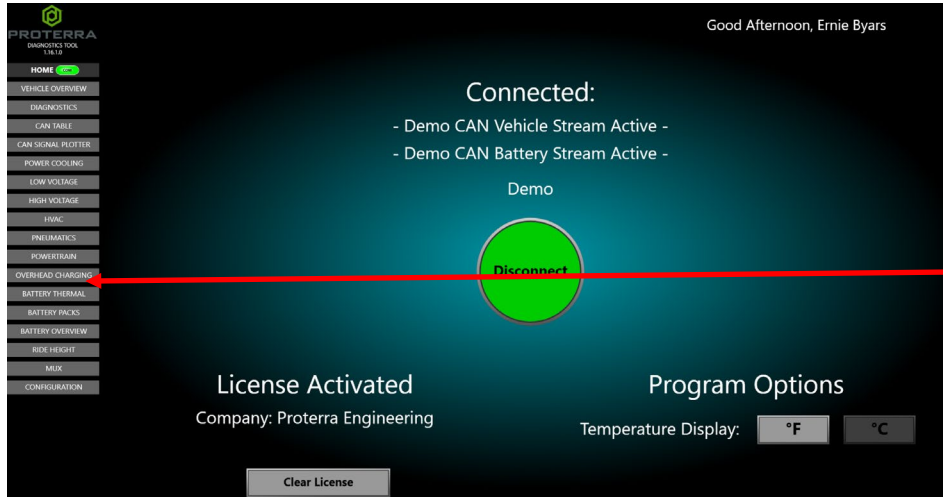 PROTERRA
DIAGNOSTICS TOOL
1.16.1.0
Good Afternoon, Ernie Byars
HOME
VEHICLE OVERVIEW
DIAGNOSTICS
CAN TABLE
CAN SIGNAL PLOTTER
POWER COOLING
LOW VOLTAGE
HIGH VOLTAGE
HVAC
PNEUMATICS
POWERTRAIN
OVERHEAD CHARGING
BATTERY THERMAL
BATTERY PACKS
BATTERY OVERVIEW
RIDE HEIGHT
MUX
CONFIGURATION
Connected:
- Demo CAN Vehicle Stream Active -
- Demo CAN Battery Stream Active -
Demo
Disconnect
License Activated
Company: Proterra Engineering
Clear License
Program Options
Temperature Display: °F °C